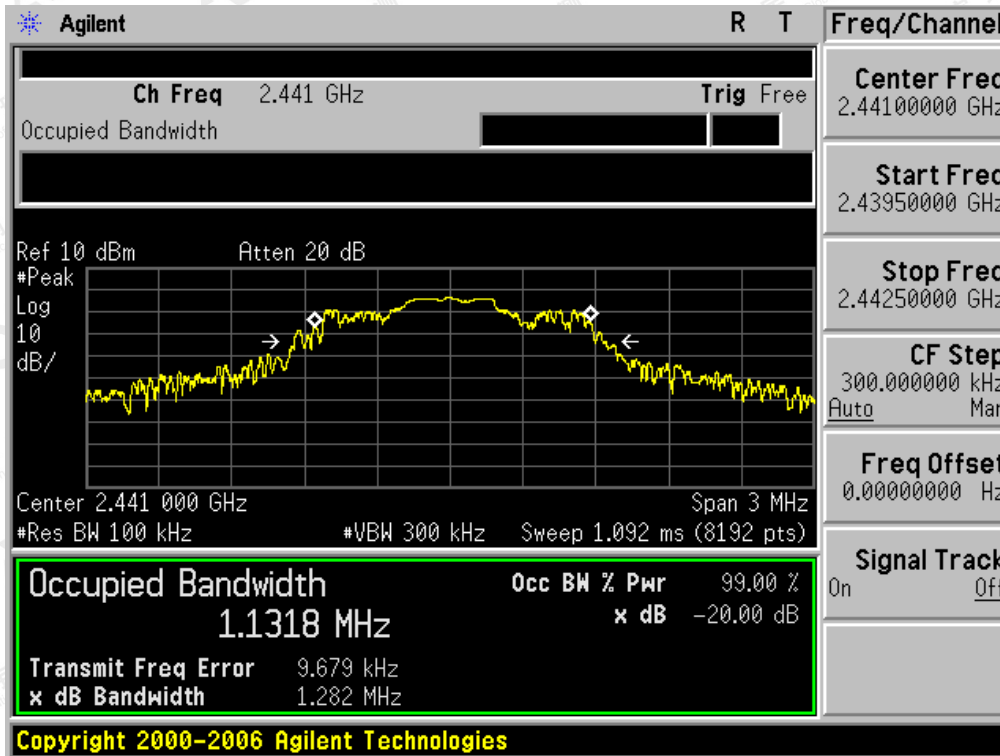 Agilent R T
Freq/Channel
Ch Freq 2.441 GHz Trig Free
Occupied Bandwidth
Center Freq
2.44100000 GHz
Start Freq
2.43950000 GHz
Stop Freq
2.44250000 GHz
CF Step
300.000000 kHz
Auto Man
Freq Offset
0.00000000 Hz
Signal Track
On Off
Ref 10 dBm Atten 20 dB
#Peak
Log
10
dB/
Center 2.441 000 GHz Span 3 MHz
#Res BW 100 kHz #VBW 300 kHz Sweep 1.092 ms (8192 pts)
Occupied Bandwidth Occ BW % Pwr 99.00 %
1.1318 MHz x dB -20.00 dB
Transmit Freq Error 9.679 kHz
x dB Bandwidth 1.282 MHz
Copyright 2000-2006 Agilent Technologies